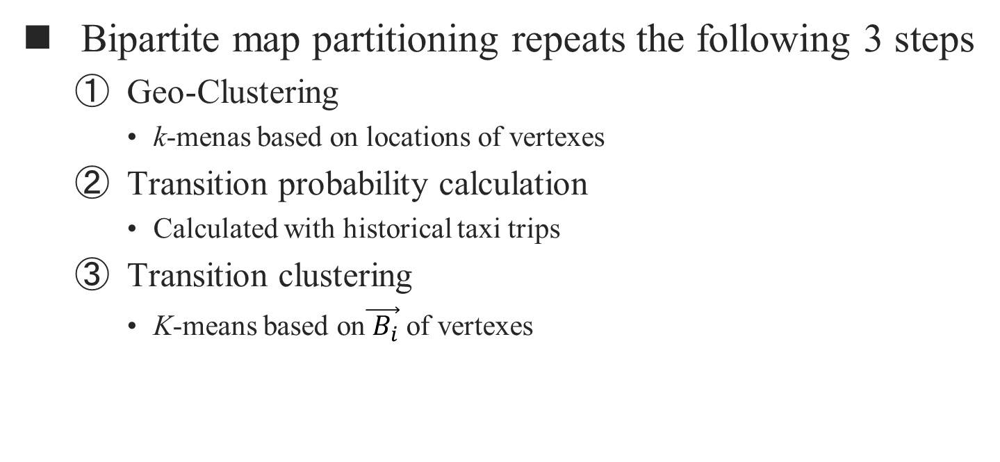 ■ Bipartite map partitioning repeats the following 3 steps
① Geo-Clustering
• k-menas based on locations of vertexes
② Transition probability calculation
• Calculated with historical taxi trips
③ Transition clustering
• K-means based on $\overrightarrow{B_i}$ of vertexes